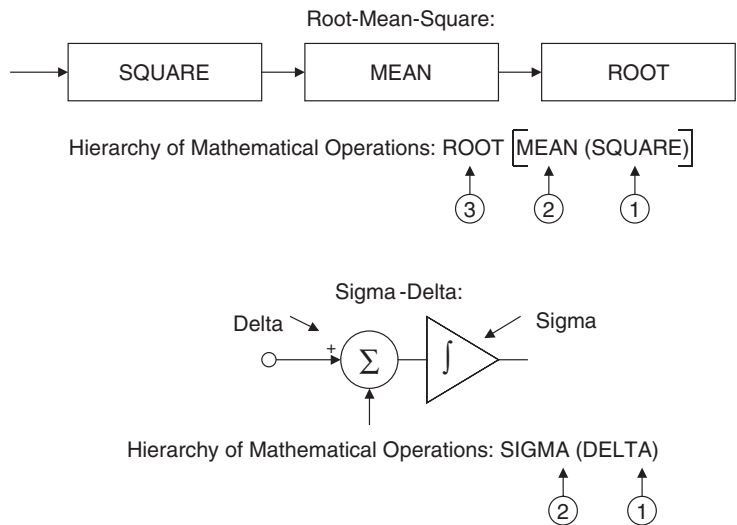 Root-Mean-Square:
SQUARE MEAN ROOT
Hierarchy of Mathematical Operations: ROOT [MEAN (SQUARE)]
3 2 1
Sigma-Delta:
Delta Sigma
+
Σ ∫
Hierarchy of Mathematical Operations: SIGMA (DELTA)
2 1